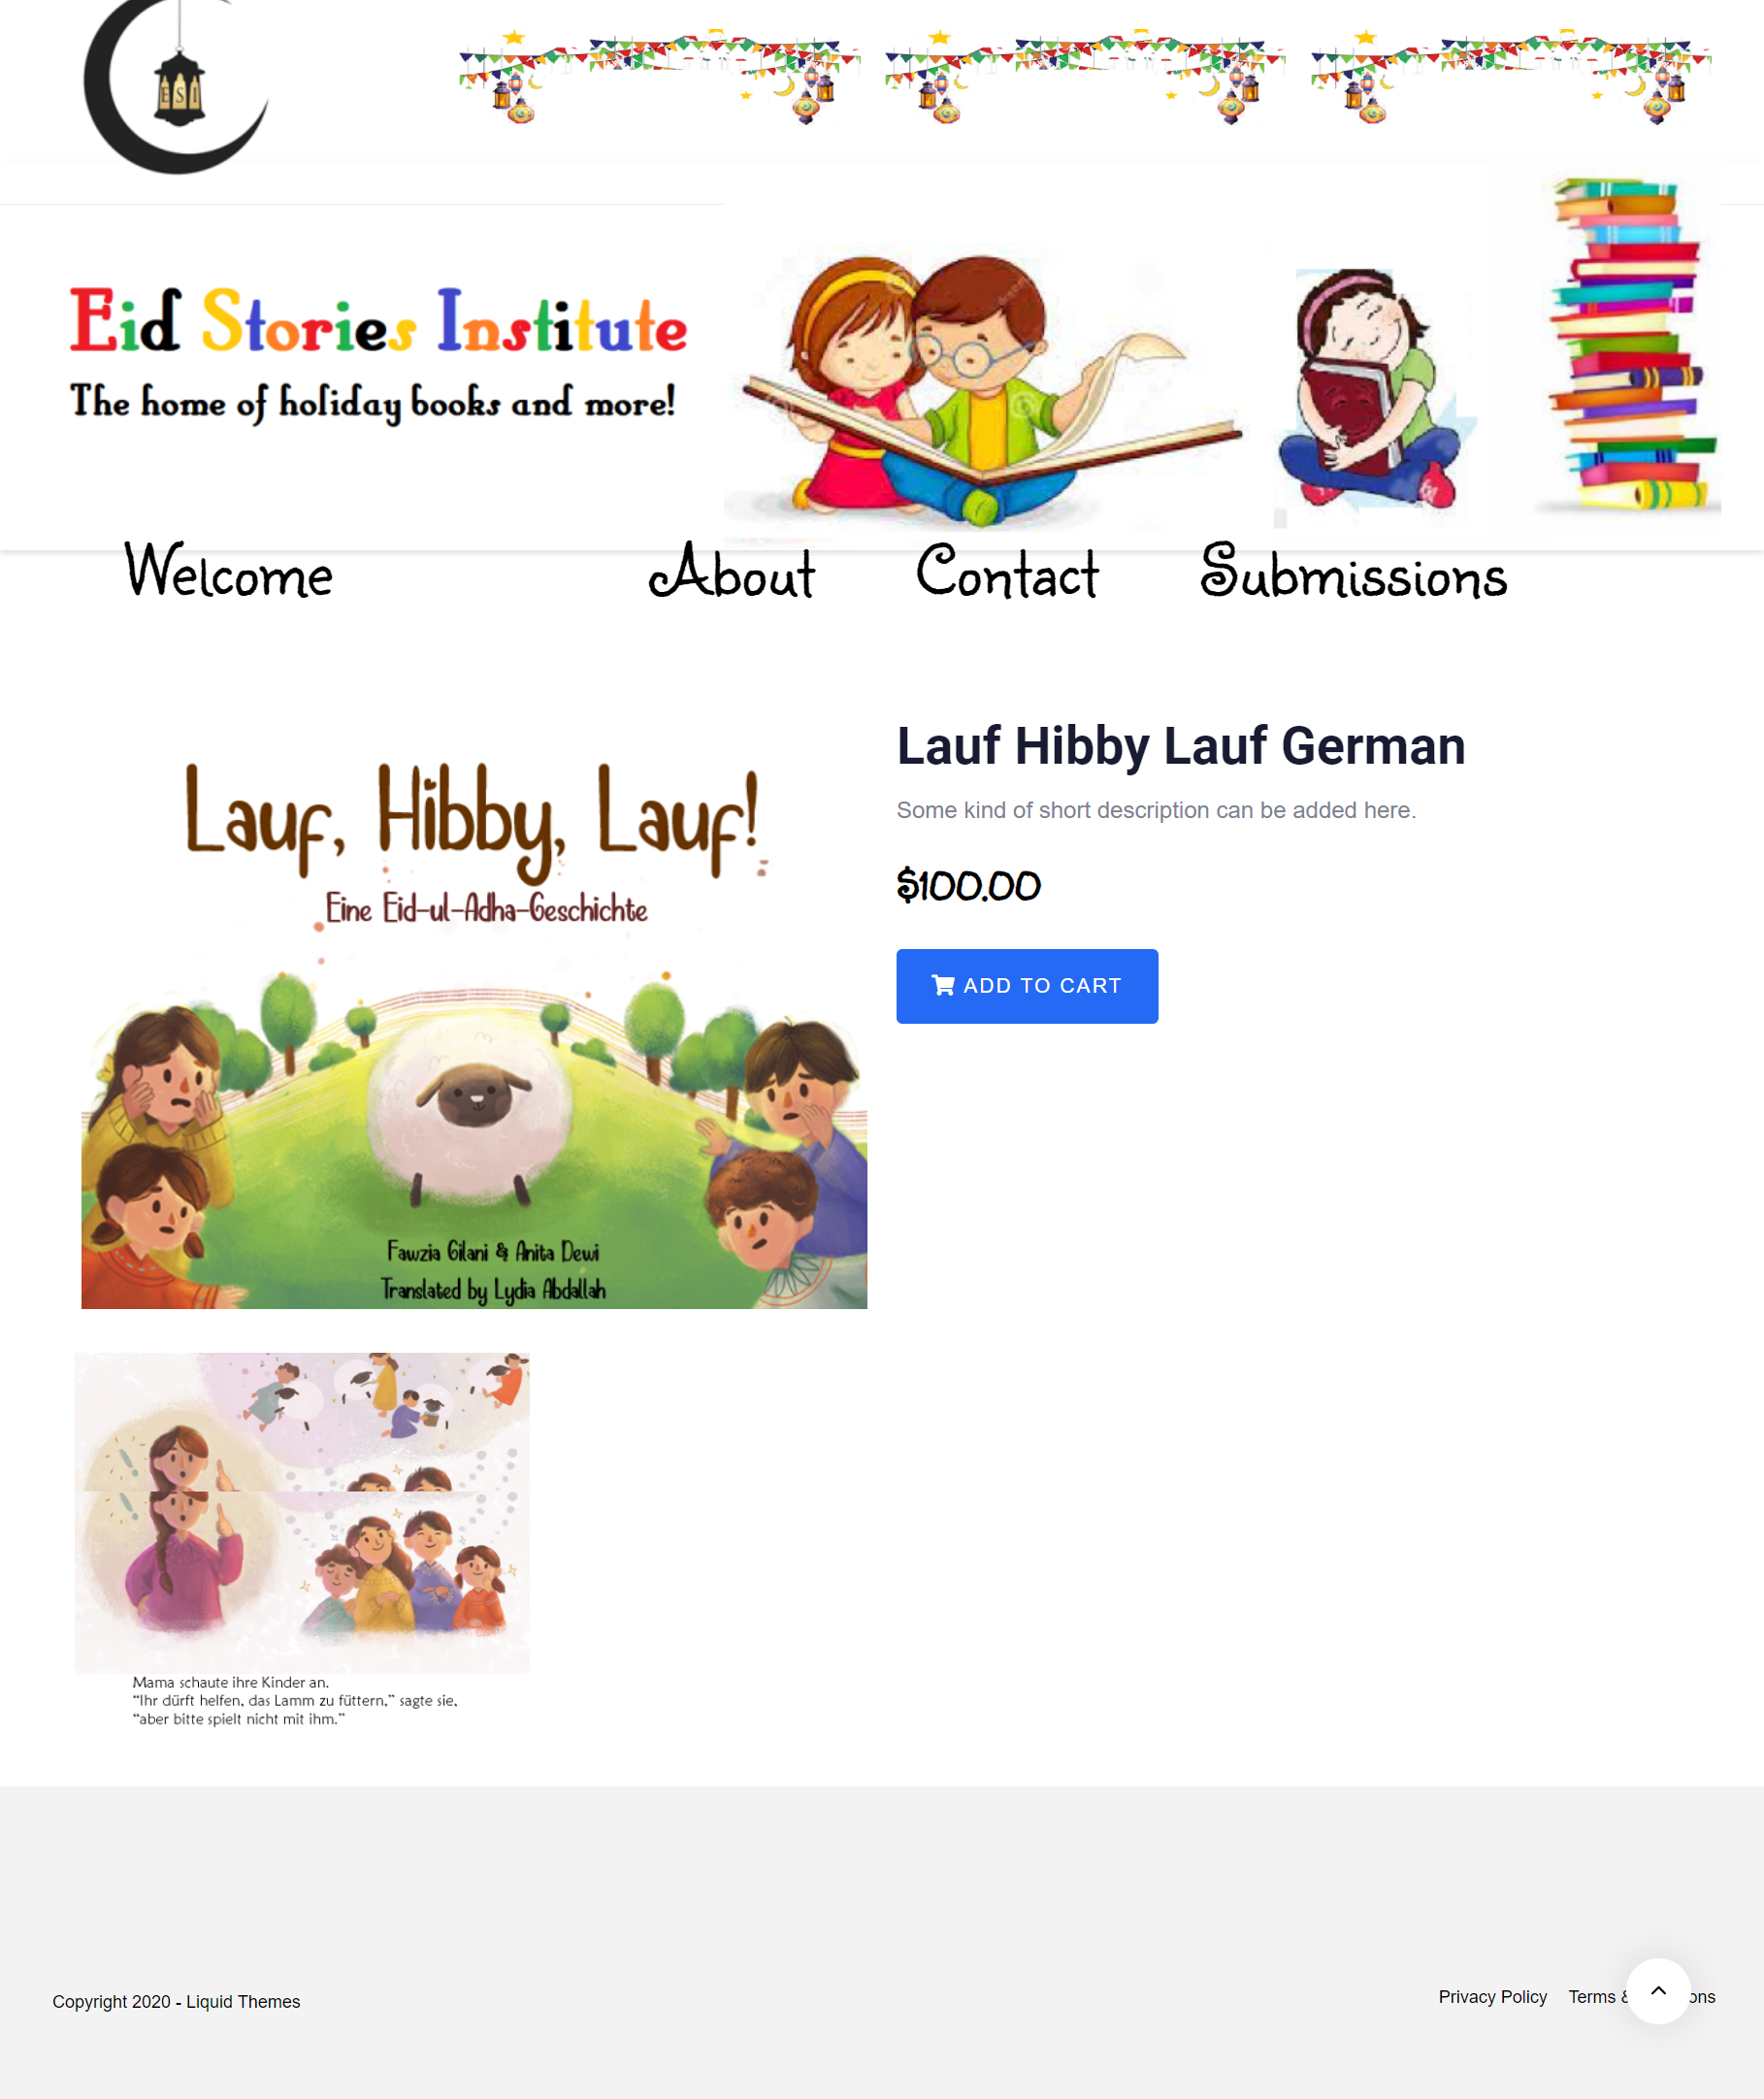 ESI
Eid Stories Institute
The home of holiday books and more!
Welcome About Contact Submissions
Lauf, Hibby, Lauf!
Eine Eid-ul-Adha-Geschichte
Fawzia Gilani & Anita Dewi
Translated by Lydia Abdallah
Lauf Hibby Lauf German
Some kind of short description can be added here.
$100.00
ADD TO CART
Mama schaute ihre Kinder an.
“Ihr dürft helfen, das Lamm zu füttern,” sagte sie,
“aber bitte spielt nicht mit ihm.”
Copyright 2020 - Liquid Themes
Privacy Policy Terms &